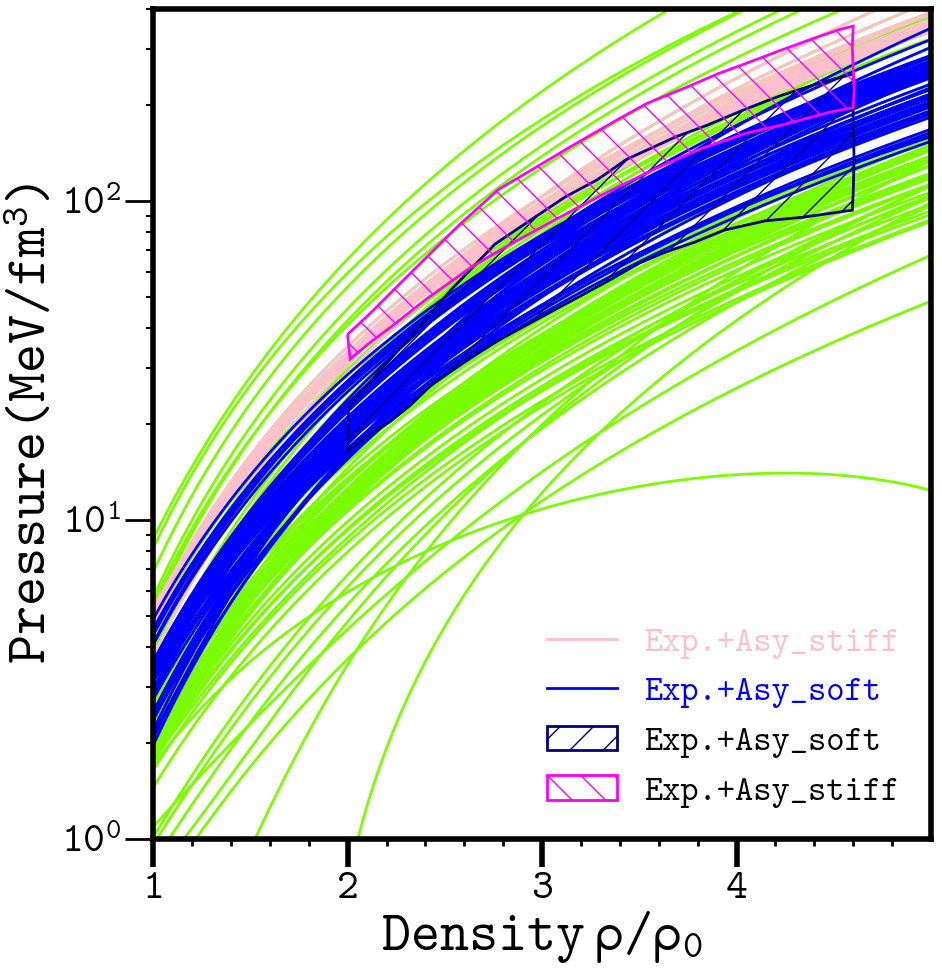 Pressure(MeV/fm³)
10²
10¹
10⁰
Exp.+Asy_stiff
Exp.+Asy_soft
Exp.+Asy_soft
Exp.+Asy_stiff
1 2 3 4
Density ρ/ρ₀